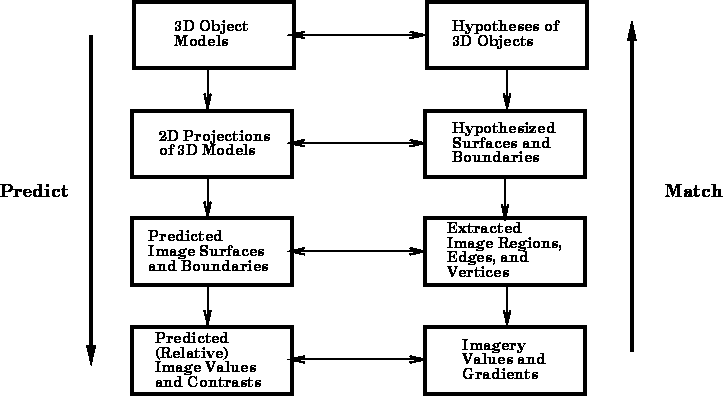 3D Object
Models
Hypotheses of
3D Objects
2D Projections
of 3D Models
Hypothesized
Surfaces and
Boundaries
Predict
Match
Predicted
Image Surfaces
and Boundaries
Extracted
Image Regions,
Edges, and
Vertices
Predicted
(Relative)
Image Values
and Contrasts
Imagery
Values and
Gradients